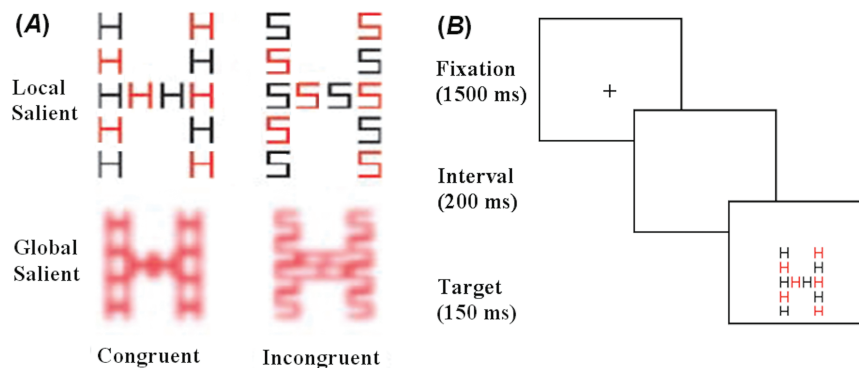 (A)
Local
Salient
H H
H H
H H H H
H H
H H
S S
S S
S S S S
S S
S S
Global
Salient
Congruent Incongruent
(B)
Fixation
(1500 ms)
+
Interval
(200 ms)
Target
(150 ms)
H H
H H
H H H H
H H
H H